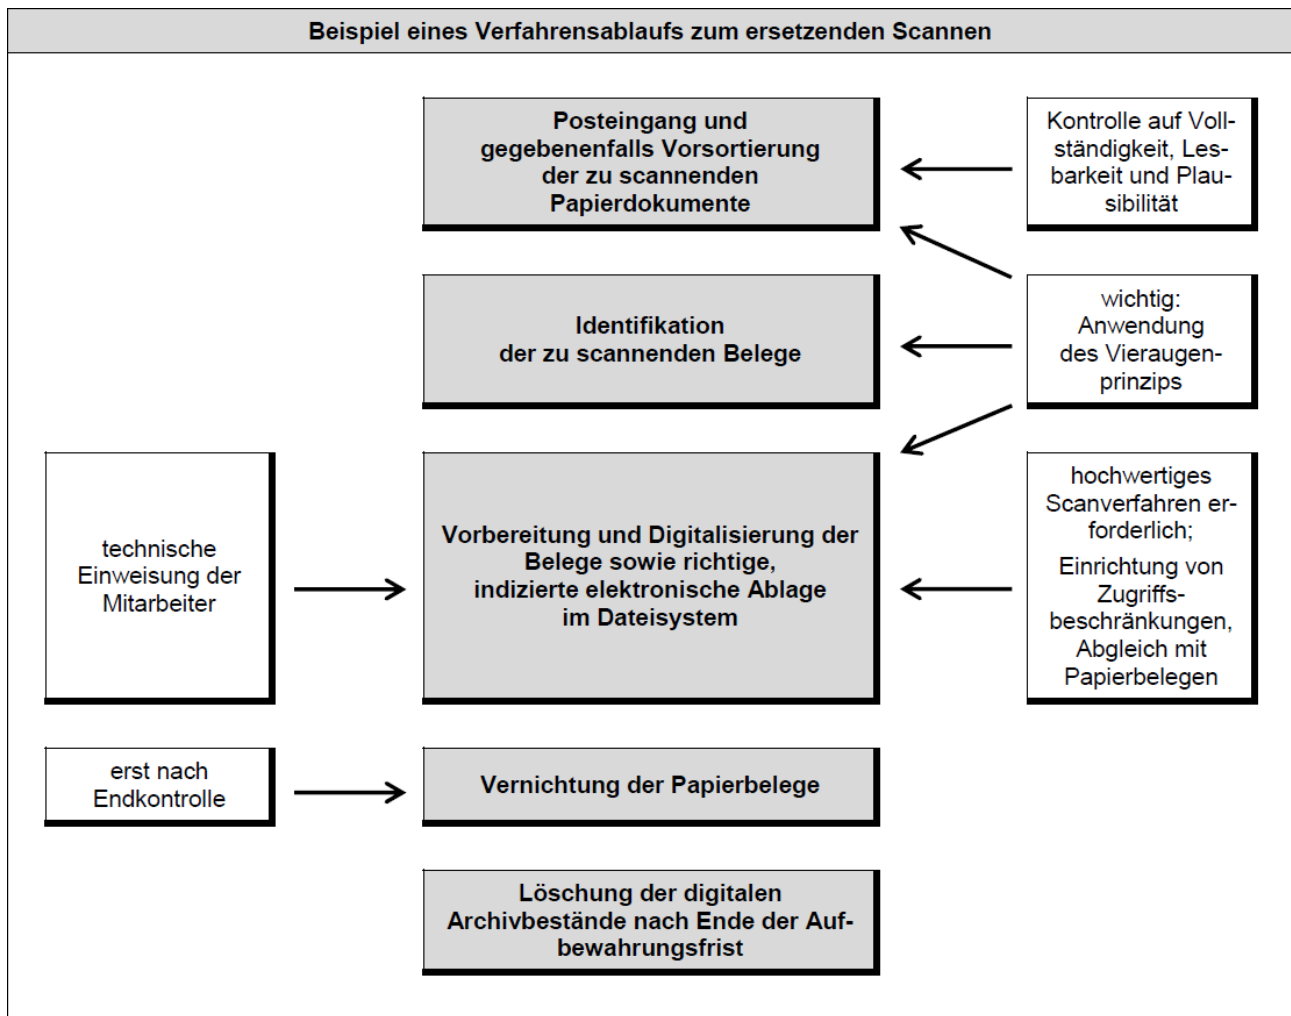 Beispiel eines Verfahrensablaufs zum ersetzenden Scannen
Posteingang und
gegebenenfalls Vorsortierung
der zu scannenden
Papierdokumente
Kontrolle auf Voll-
ständigkeit, Les-
barkeit und Plau-
sibilität
Identifikation
der zu scannenden Belege
wichtig:
Anwendung
des Vieraugen-
prinzips
technische
Einweisung der
Mitarbeiter
Vorbereitung und Digitalisierung der
Belege sowie richtige,
indizierte elektronische Ablage
im Dateisystem
hochwertiges
Scanverfahren er-
forderlich;
Einrichtung von
Zugriffs-
beschränkungen,
Abgleich mit
Papierbelegen
erst nach
Endkontrolle
Vernichtung der Papierbelege
Löschung der digitalen
Archivbestände nach Ende der Auf-
bewahrungsfrist